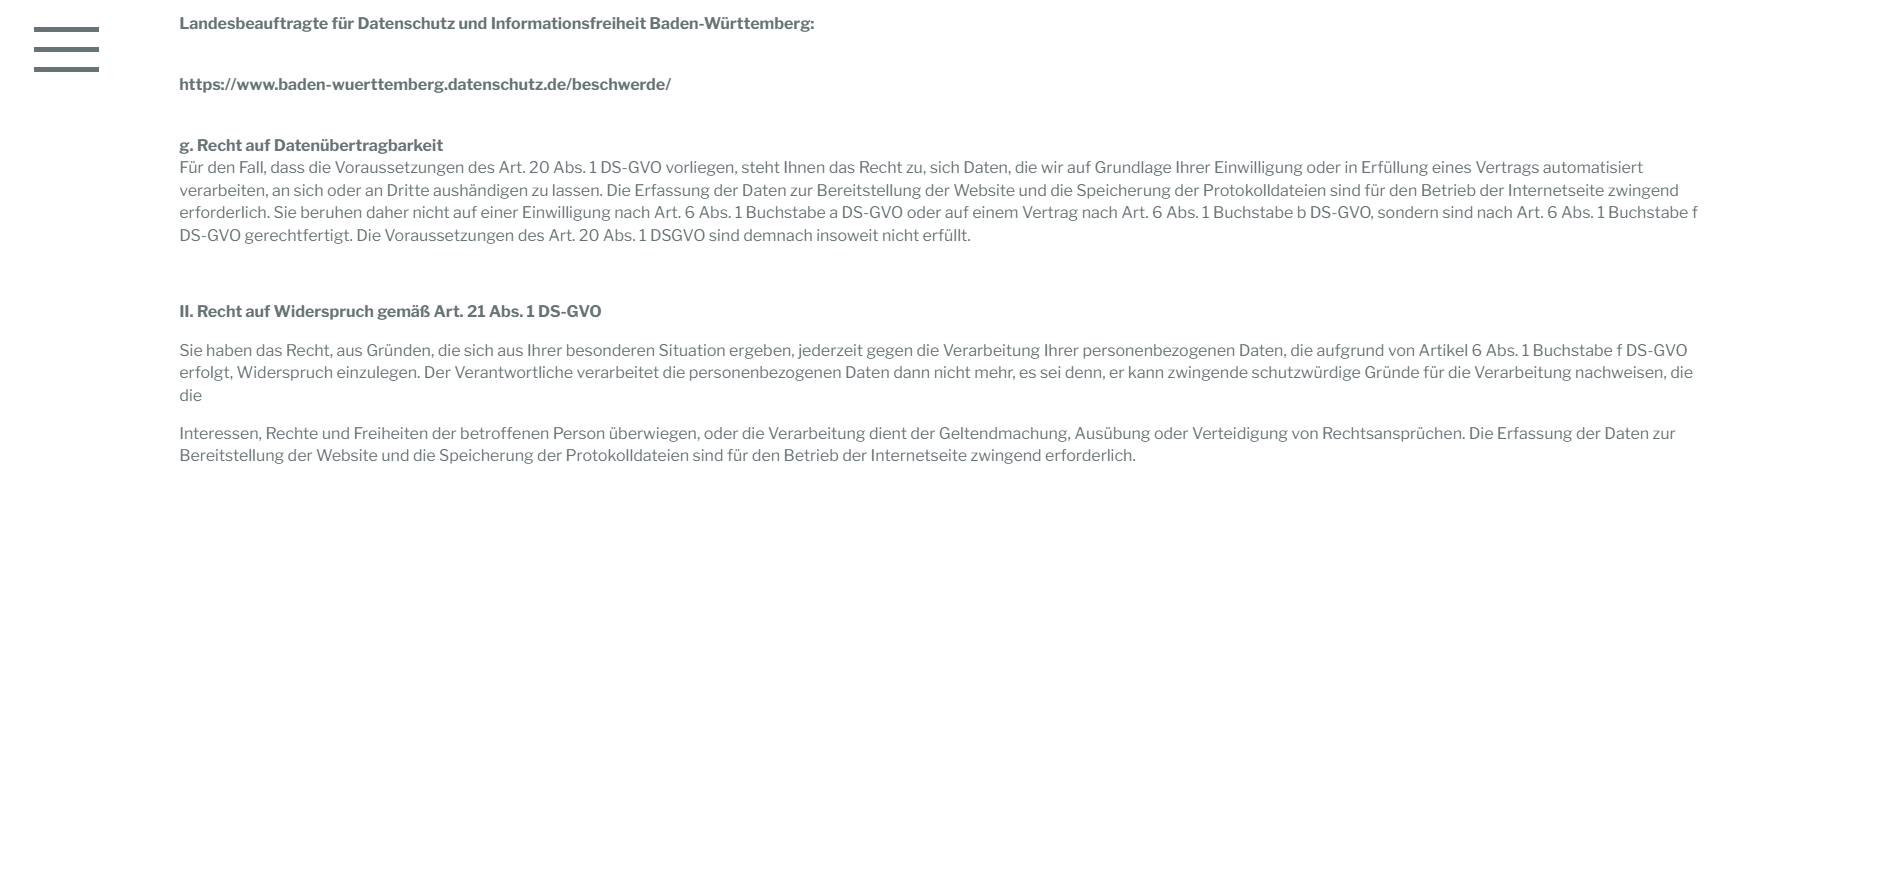 Landesbeauftragte für Datenschutz und Informationsfreiheit Baden-Württemberg:
https://www.baden-wuerttemberg.datenschutz.de/beschwerde/
g. Recht auf Datenübertragbarkeit
Für den Fall, dass die Voraussetzungen des Art. 20 Abs. 1 DS-GVO vorliegen, steht Ihnen das Recht zu, sich Daten, die wir auf Grundlage Ihrer Einwilligung oder in Erfüllung eines Vertrags automatisiert
verarbeiten, an sich oder an Dritte aushändigen zu lassen. Die Erfassung der Daten zur Bereitstellung der Website und die Speicherung der Protokolldateien sind für den Betrieb der Internetseite zwingend
erforderlich. Sie beruhen daher nicht auf einer Einwilligung nach Art. 6 Abs. 1 Buchstabe a DS-GVO oder auf einem Vertrag nach Art. 6 Abs. 1 Buchstabe b DS-GVO, sondern sind nach Art. 6 Abs. 1 Buchstabe f
DS-GVO gerechtfertigt. Die Voraussetzungen des Art. 20 Abs. 1 DSGVO sind demnach insoweit nicht erfüllt.
II. Recht auf Widerspruch gemäß Art. 21 Abs. 1 DS-GVO
Sie haben das Recht, aus Gründen, die sich aus Ihrer besonderen Situation ergeben, jederzeit gegen die Verarbeitung Ihrer personenbezogenen Daten, die aufgrund von Artikel 6 Abs. 1 Buchstabe f DS-GVO
erfolgt, Widerspruch einzulegen. Der Verantwortliche verarbeitet die personenbezogenen Daten dann nicht mehr, es sei denn, er kann zwingende schutzwürdige Gründe für die Verarbeitung nachweisen, die
die
Interessen, Rechte und Freiheiten der betroffenen Person überwiegen, oder die Verarbeitung dient der Geltendmachung, Ausübung oder Verteidigung von Rechtsansprüchen. Die Erfassung der Daten zur
Bereitstellung der Website und die Speicherung der Protokolldateien sind für den Betrieb der Internetseite zwingend erforderlich.